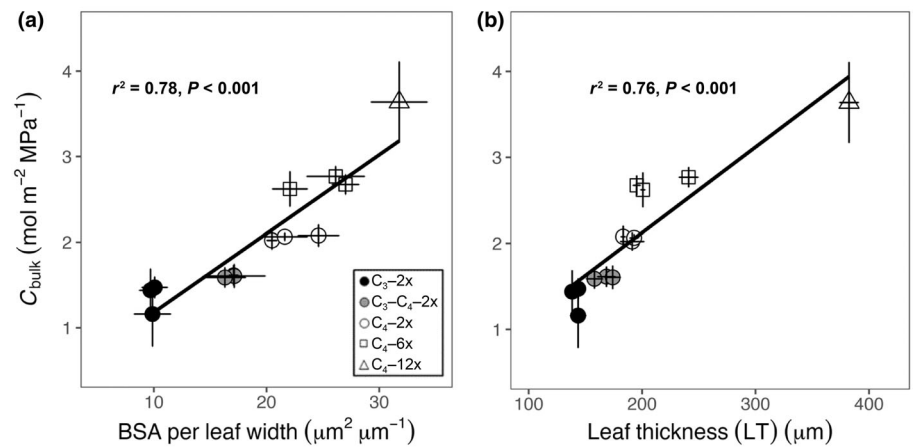 (a)
r² = 0.78, P < 0.001
C_bulk (mol m⁻² MPa⁻¹)
4
3
2
1
C₃–2x
C₃–C₄–2x
C₄–2x
C₄–6x
C₄–12x
10 20 30
BSA per leaf width (μm² μm⁻¹)
(b)
r² = 0.76, P < 0.001
4
3
2
1
100 200 300 400
Leaf thickness (LT) (μm)